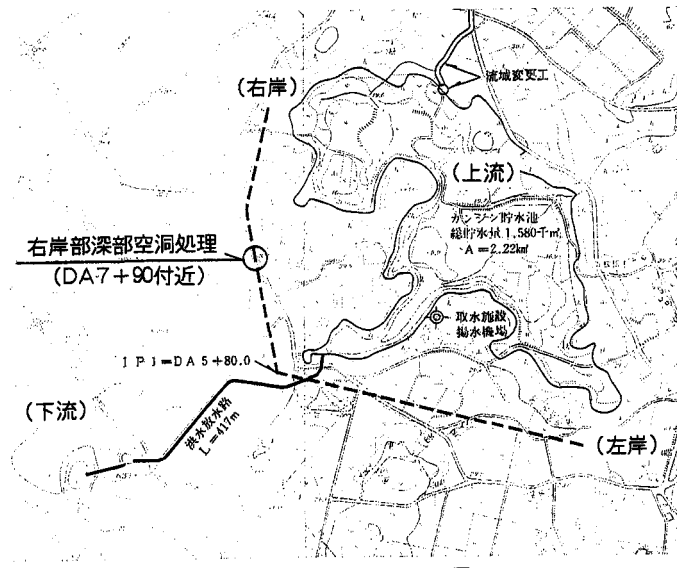 (右岸)
流域変更工
(上流)
カンジン貯水池
総貯水量 1,580千㎥
A=2.22k㎡
右岸部深部空洞処理
(DA-7+90付近)
取水施設
揚水機場
IP1=DA5+80.0
(下流)
洪水放水路
L=417m
(左岸)